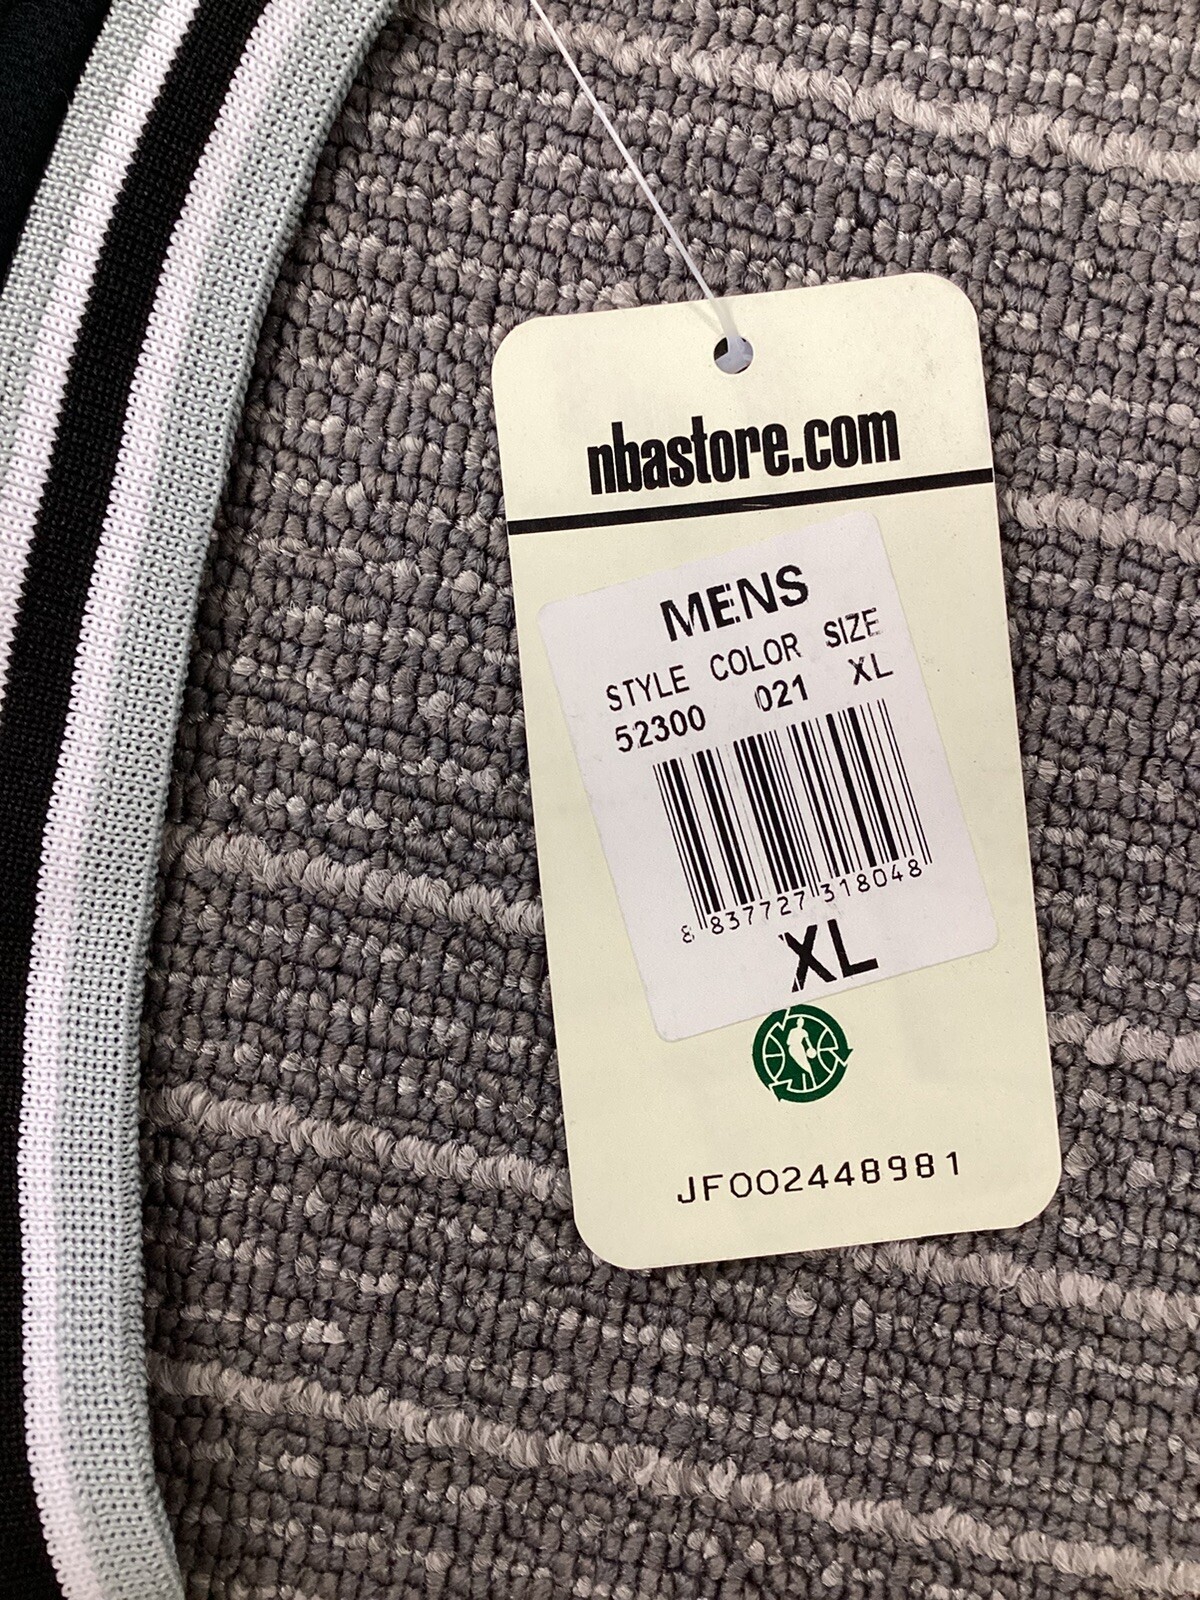 nbastore.com
MENS
STYLE COLOR SIZE
52300 021 XL
8 837727 318048
XL
JF002448981